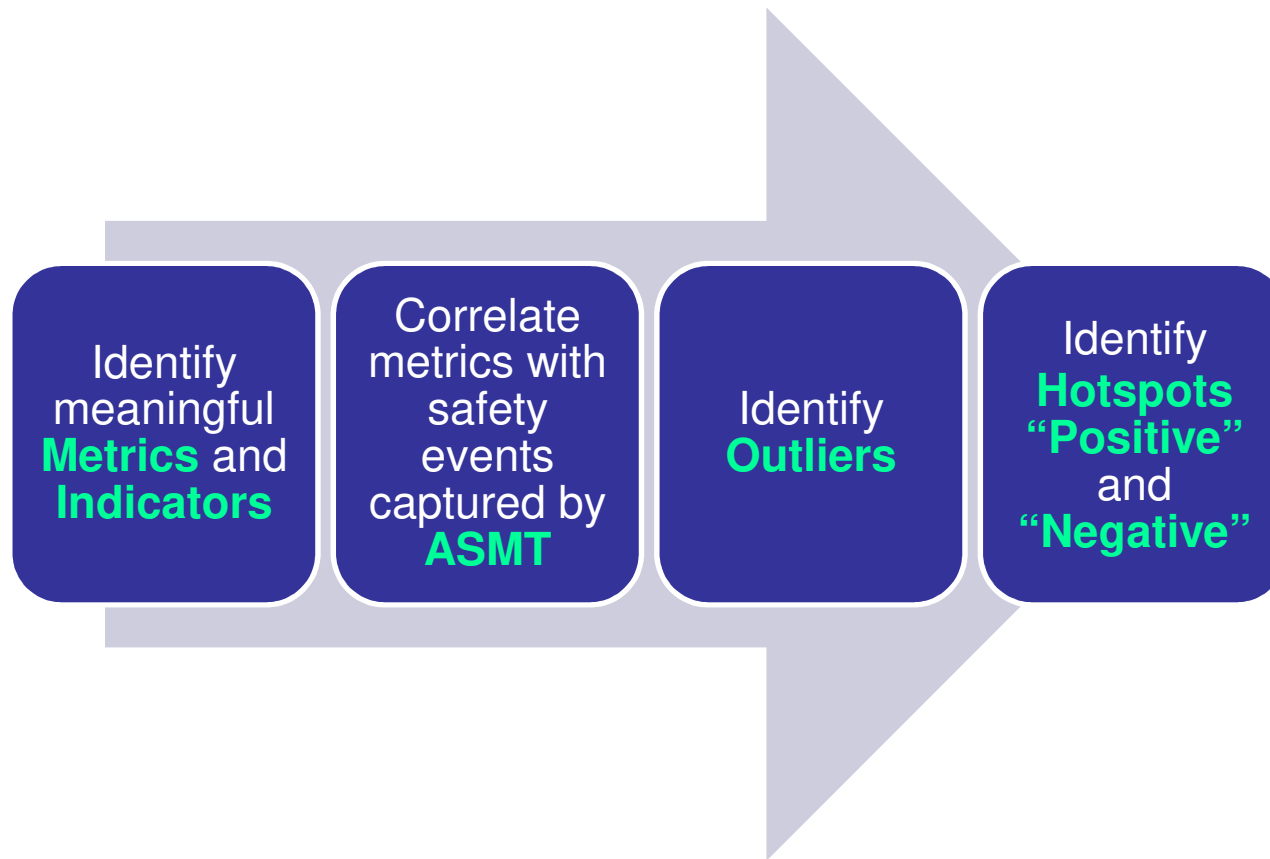 Identify
meaningful
Metrics and
Indicators
Correlate
metrics with
safety
events
captured by
ASMT
Identify
Outliers
Identify
Hotspots
“Positive”
and
“Negative”